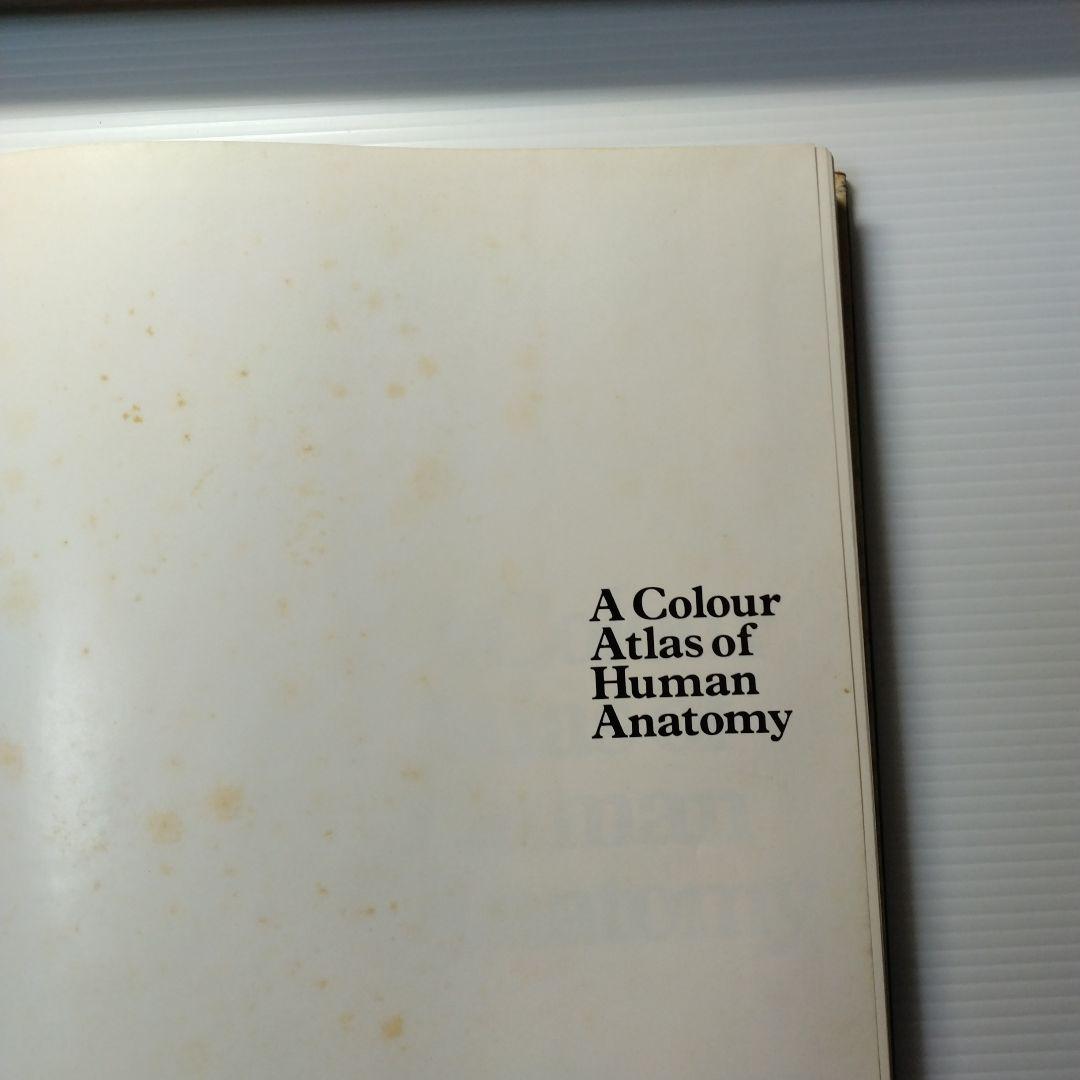 A Colour
Atlas of
Human
Anatomy